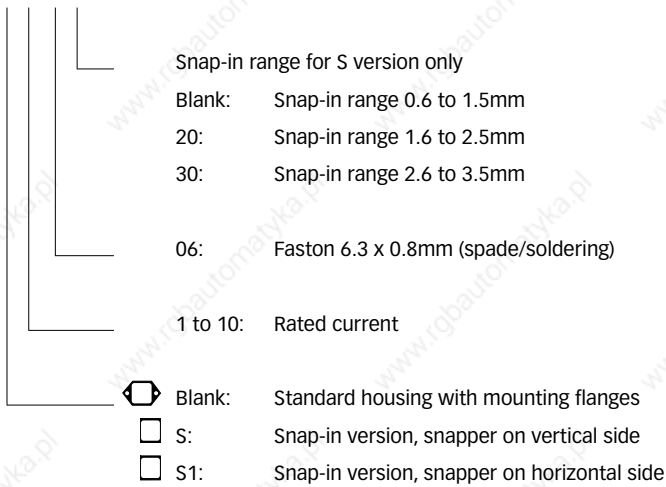 Snap-in range for S version only
Blank: Snap-in range 0.6 to 1.5mm
20: Snap-in range 1.6 to 2.5mm
30: Snap-in range 2.6 to 3.5mm
06: Faston 6.3 x 0.8mm (spade/soldering)
1 to 10: Rated current
Blank: Standard housing with mounting flanges
S: Snap-in version, snapper on vertical side
S1: Snap-in version, snapper on horizontal side
www.rgbautomatyka.pl